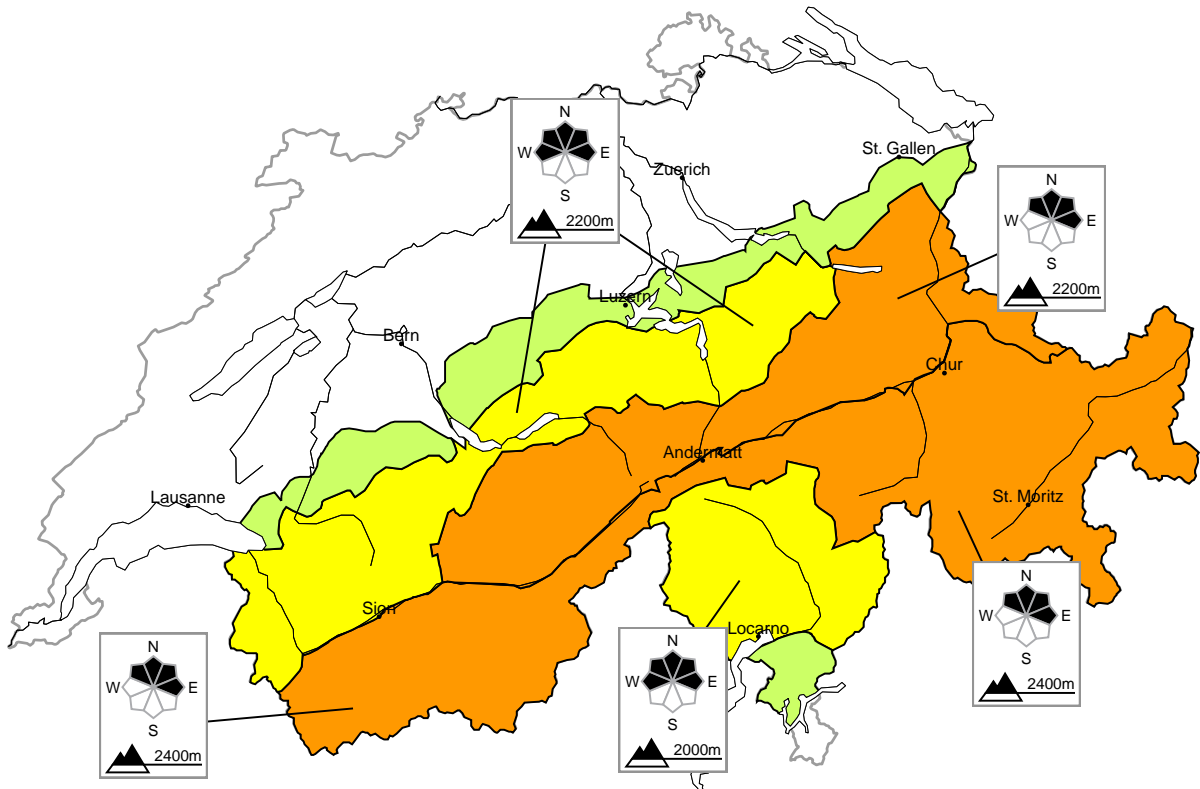 N
W E
S
2200m
St. Gallen
Zuerich
N
W E
S
2200m
Luzern
Bern
Chur
Andermatt
Lausanne
St. Moritz
N
W E
S
2400m
Sion
Locarno
N
W E
S
2400m
N
W E
S
2000m